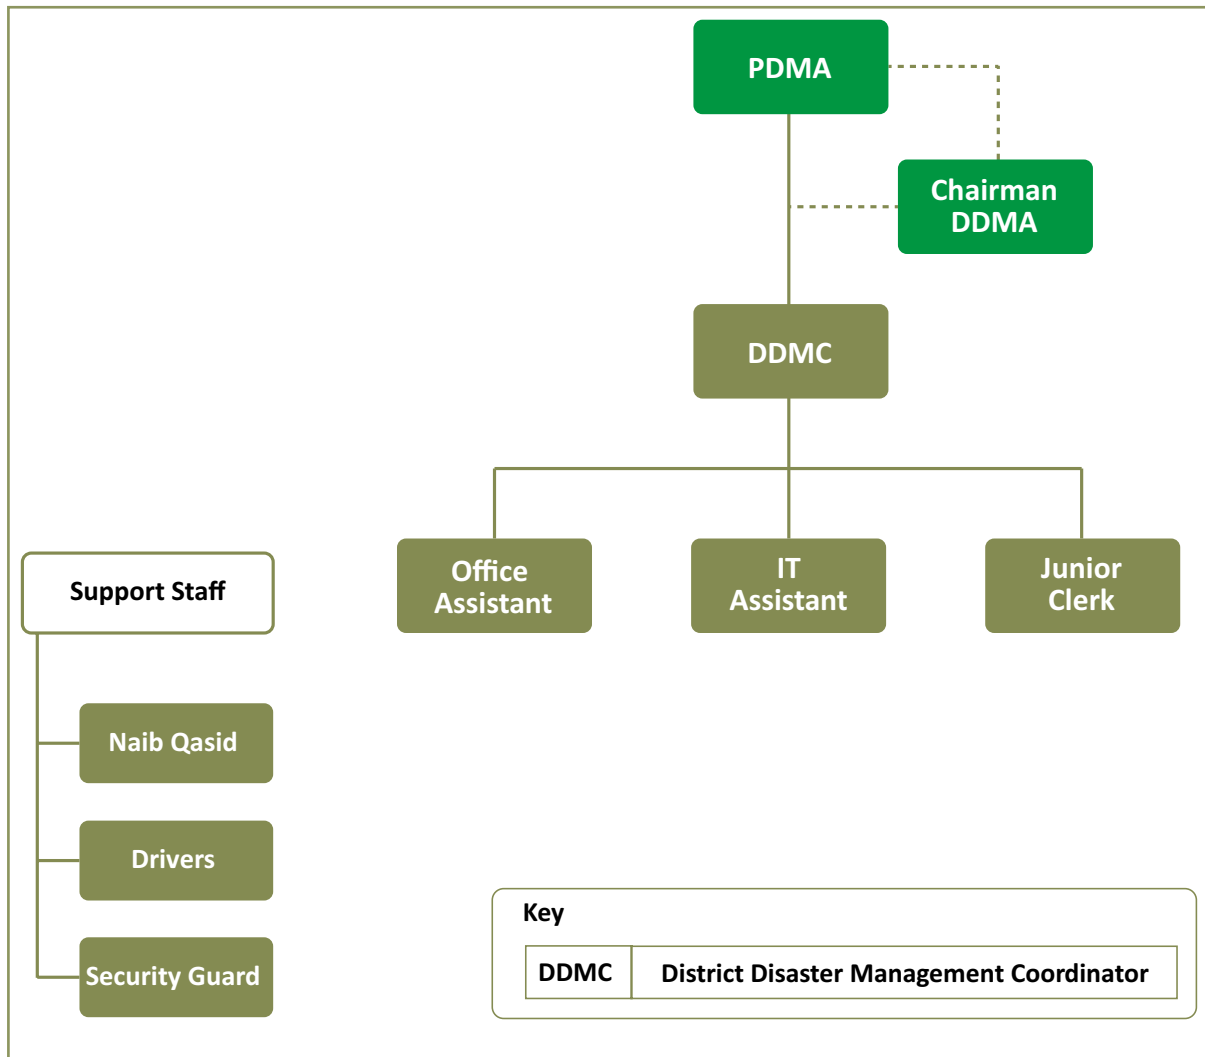 PDMA
Chairman
DDMA
DDMC
Office
Assistant
IT
Assistant
Junior
Clerk
Support Staff
Naib Qasid
Drivers
Security Guard
Key
DDMC District Disaster Management Coordinator